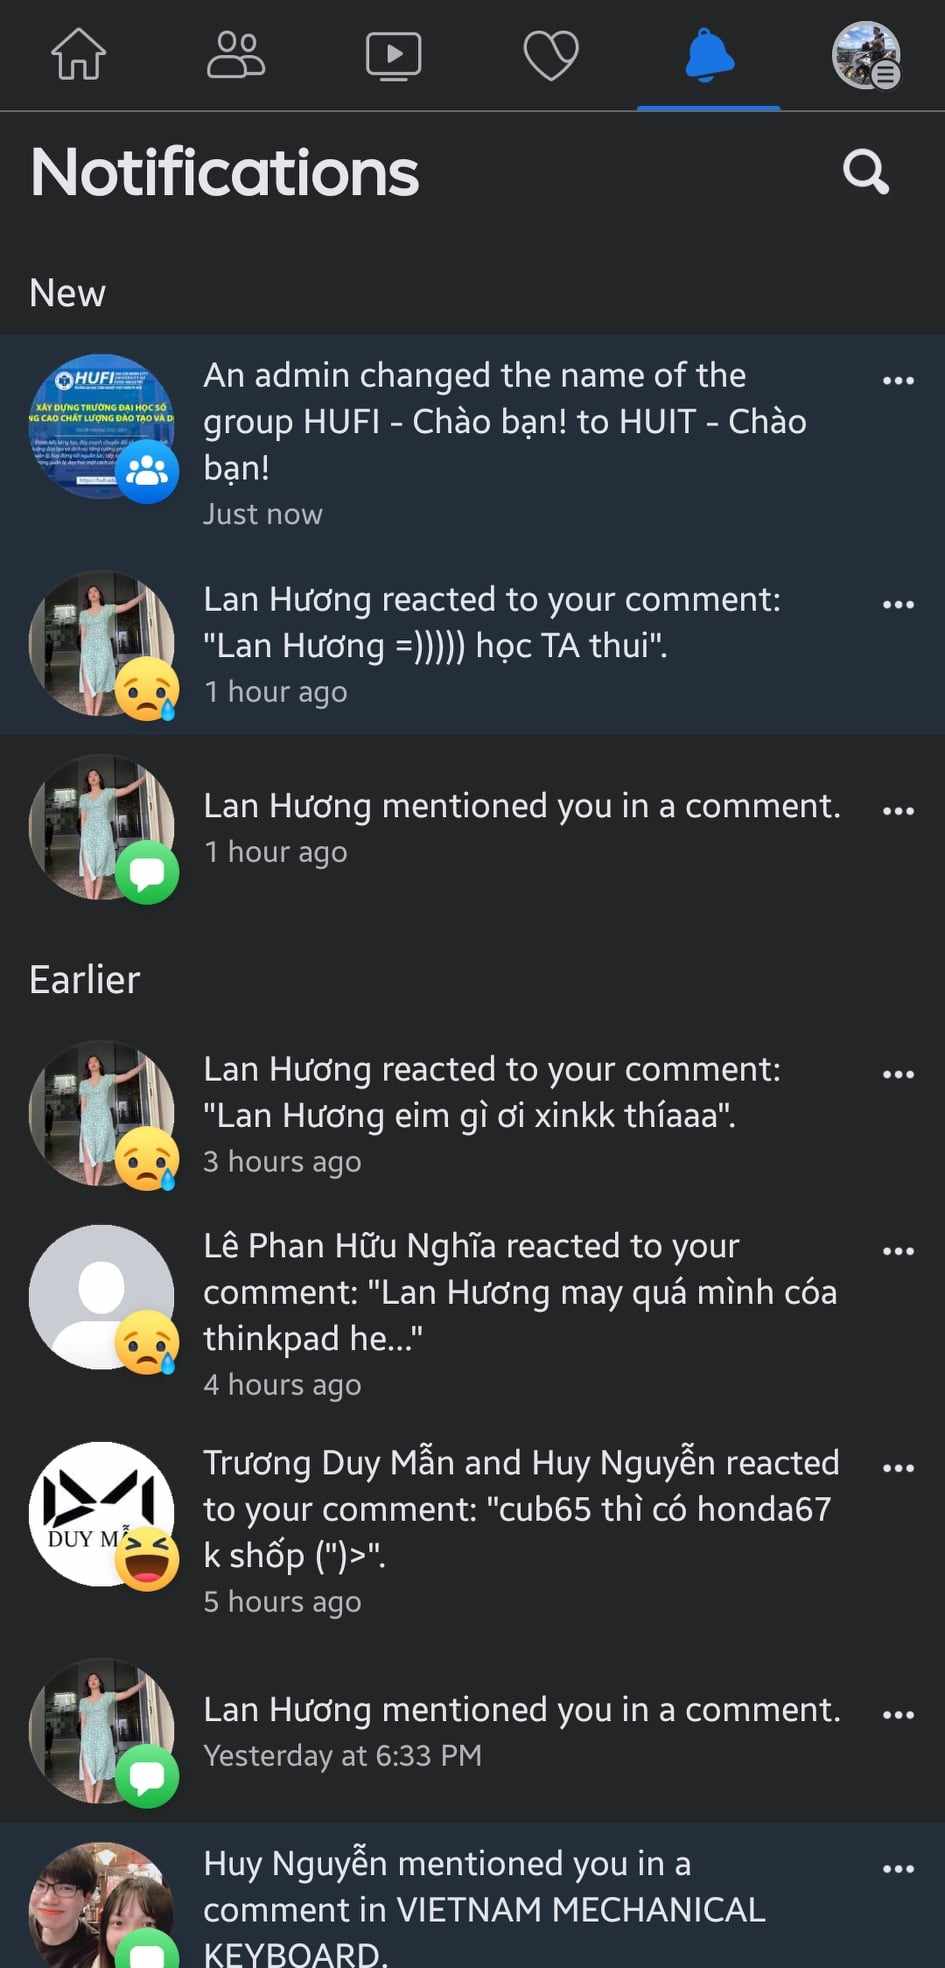 Notifications
New
HUFI
XÂY DỰNG TRƯỜNG ĐẠI HỌC SỐ
NG CAO CHẤT LƯỢNG ĐÀO TẠO VÀ D
An admin changed the name of the
group HUFI - Chào bạn! to HUIT - Chào
bạn!
Just now
Lan Hương reacted to your comment:
"Lan Hương =))))) học TA thui".
1 hour ago
Lan Hương mentioned you in a comment.
1 hour ago
Earlier
Lan Hương reacted to your comment:
"Lan Hương eim gì ơi xinkk thíaaa".
3 hours ago
Lê Phan Hữu Nghĩa reacted to your
comment: "Lan Hương may quá mình cóa
thinkpad he..."
4 hours ago
DUY MẪ
Trương Duy Mẫn and Huy Nguyễn reacted
to your comment: "cub65 thì có honda67
k shốp (")>".
5 hours ago
Lan Hương mentioned you in a comment.
Yesterday at 6:33 PM
Huy Nguyễn mentioned you in a
comment in VIETNAM MECHANICAL
KEYBOARD.